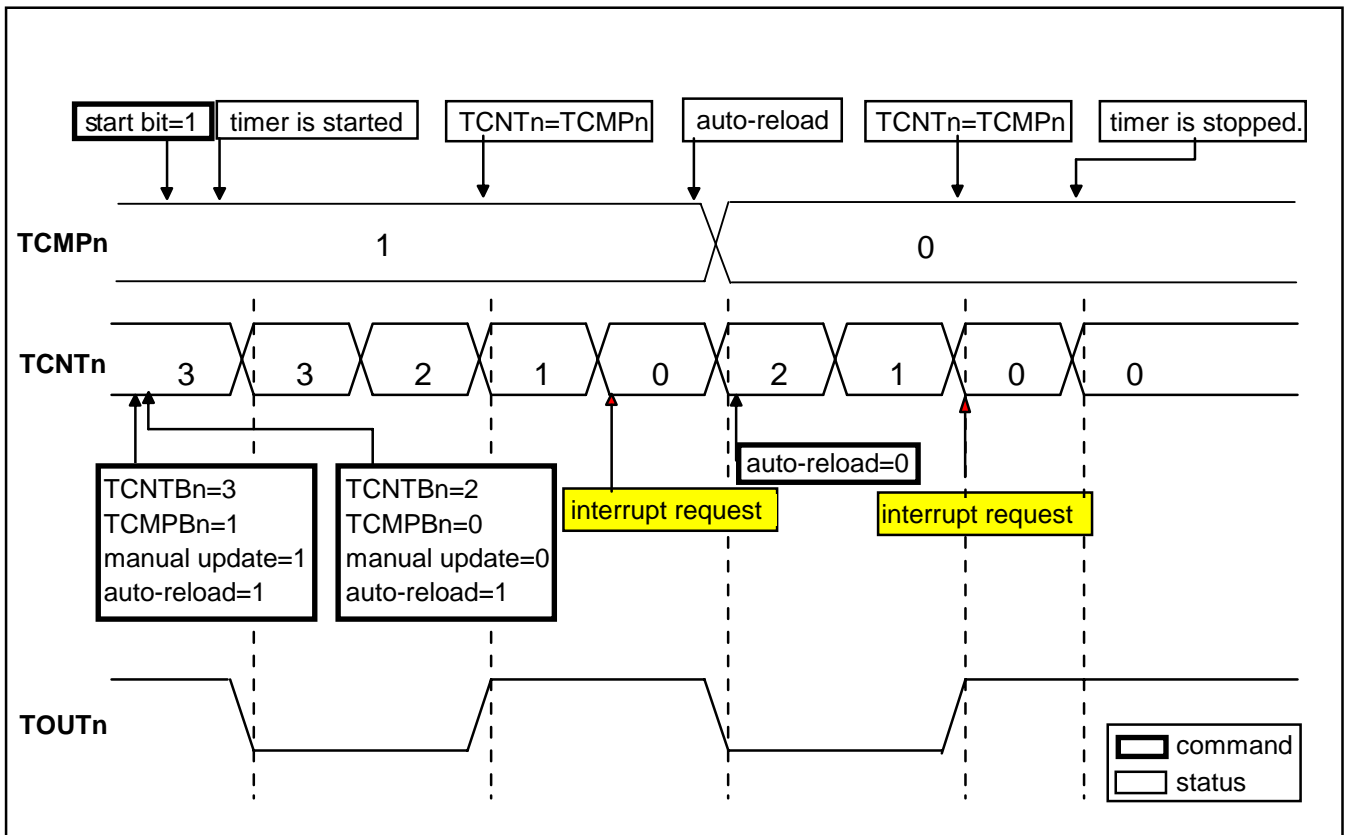 start bit=1
timer is started
TCNTn=TCMPn
auto-reload
TCNTn=TCMPn
timer is stopped.
TCMPn
1
0
TCNTn
3
3
2
1
0
2
1
0
0
auto-reload=0
TCNTBn=3
TCMPBn=1
manual update=1
auto-reload=1
TCNTBn=2
TCMPBn=0
manual update=0
auto-reload=1
interrupt request
interrupt request
TOUTn
command
status